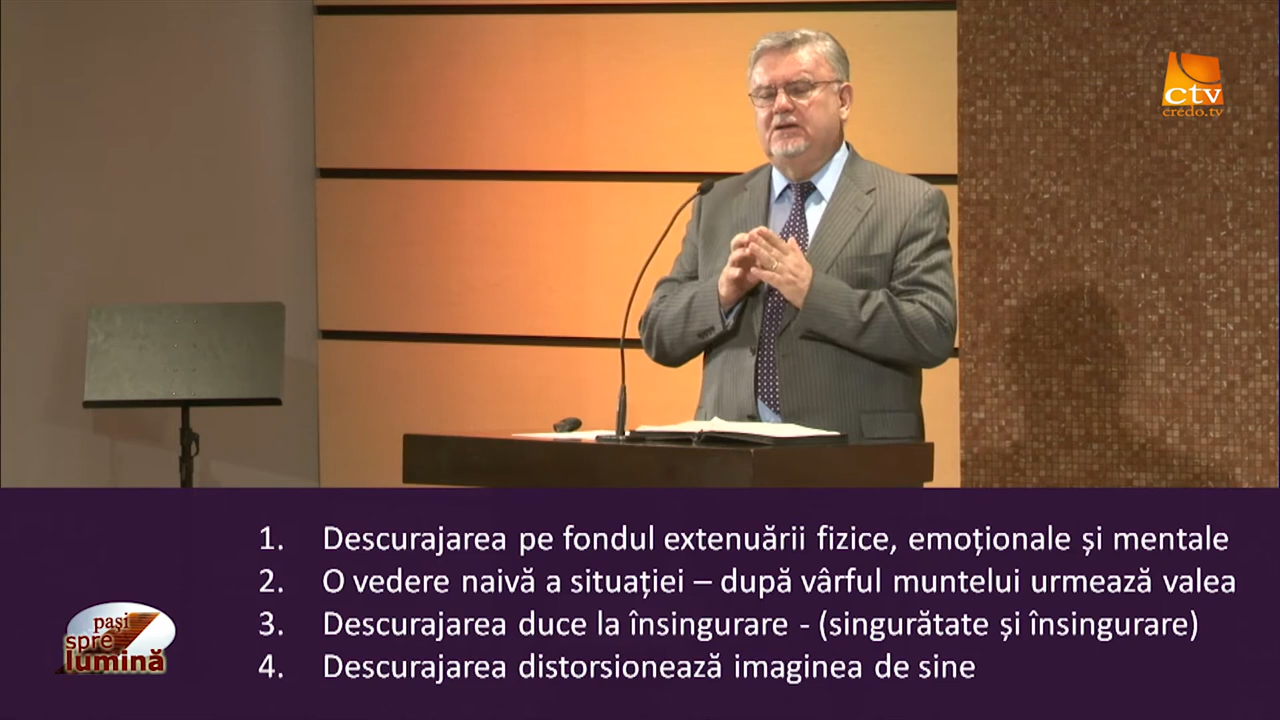 ctv
credo.tv
1. Descurajarea pe fondul extenuării fizice, emoționale și mentale
2. O vedere naivă a situației – după vârful muntelui urmează valea
3. Descurajarea duce la însingurare - (singurătate și însingurare)
4. Descurajarea distorsionează imaginea de sine
pași
spre
lumină